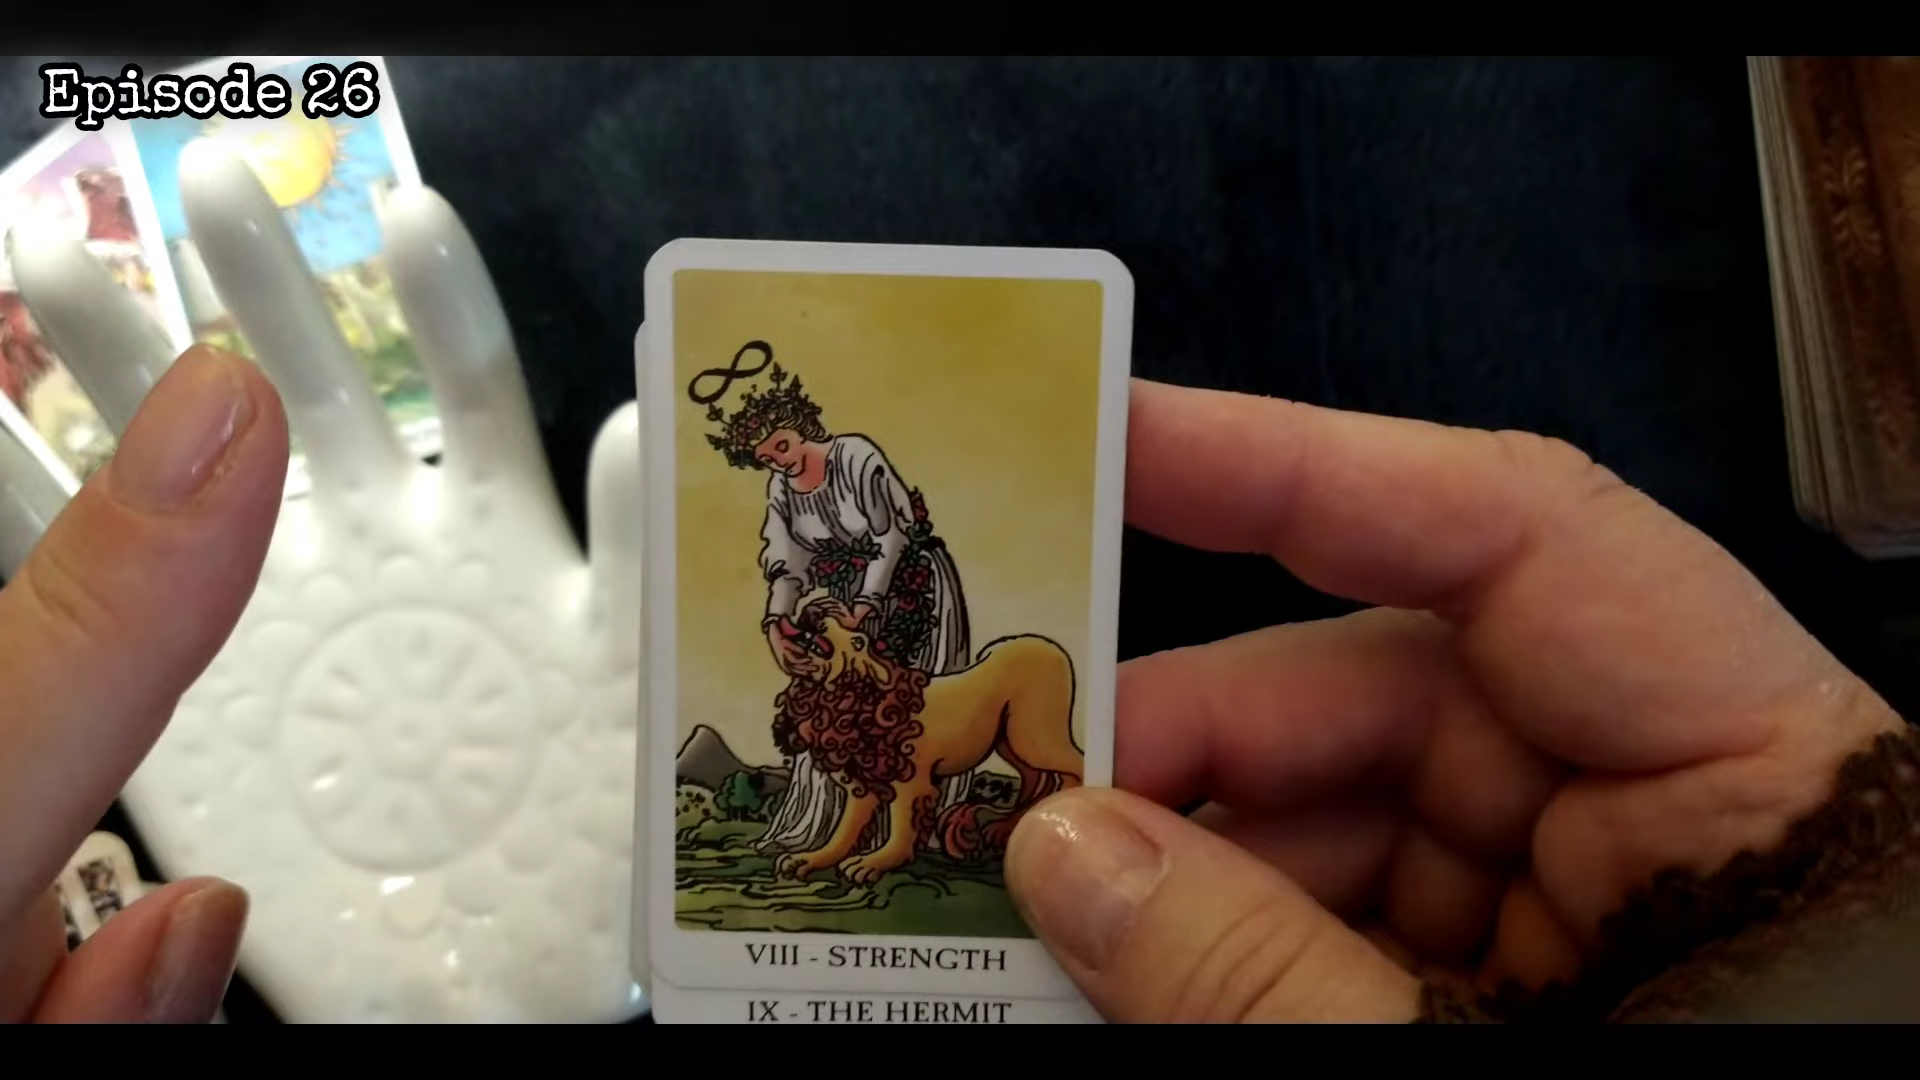 Episode 26
VIII - STRENGTH
IX - THE HERMIT